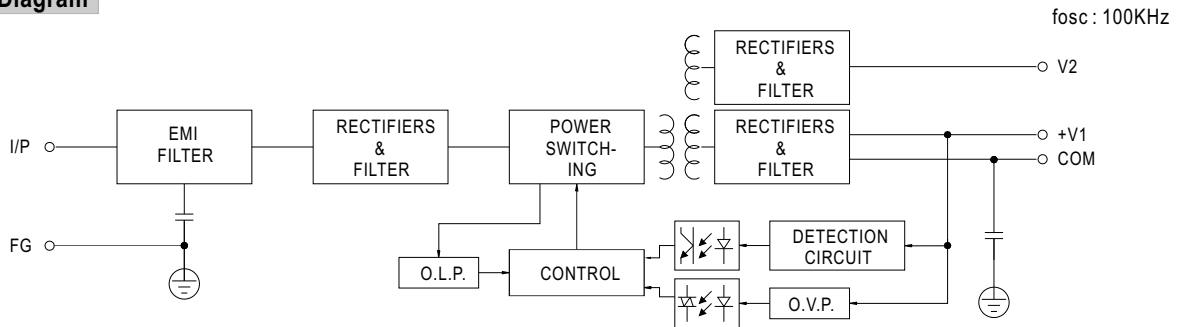 Diagram
fosc : 100KHz
RECTIFIERS
&
FILTER
V2
I/P
EMI
FILTER
RECTIFIERS
&
FILTER
POWER
SWITCH-
ING
RECTIFIERS
&
FILTER
+V1
COM
FG
O.L.P.
CONTROL
DETECTION
CIRCUIT
O.V.P.